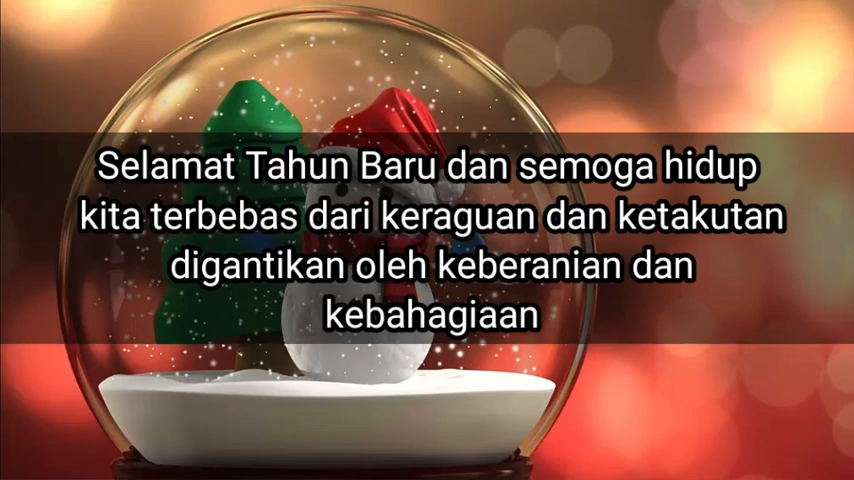 Selamat Tahun Baru dan semoga hidup
kita terbebas dari keraguan dan ketakutan
digantikan oleh keberanian dan
kebahagiaan